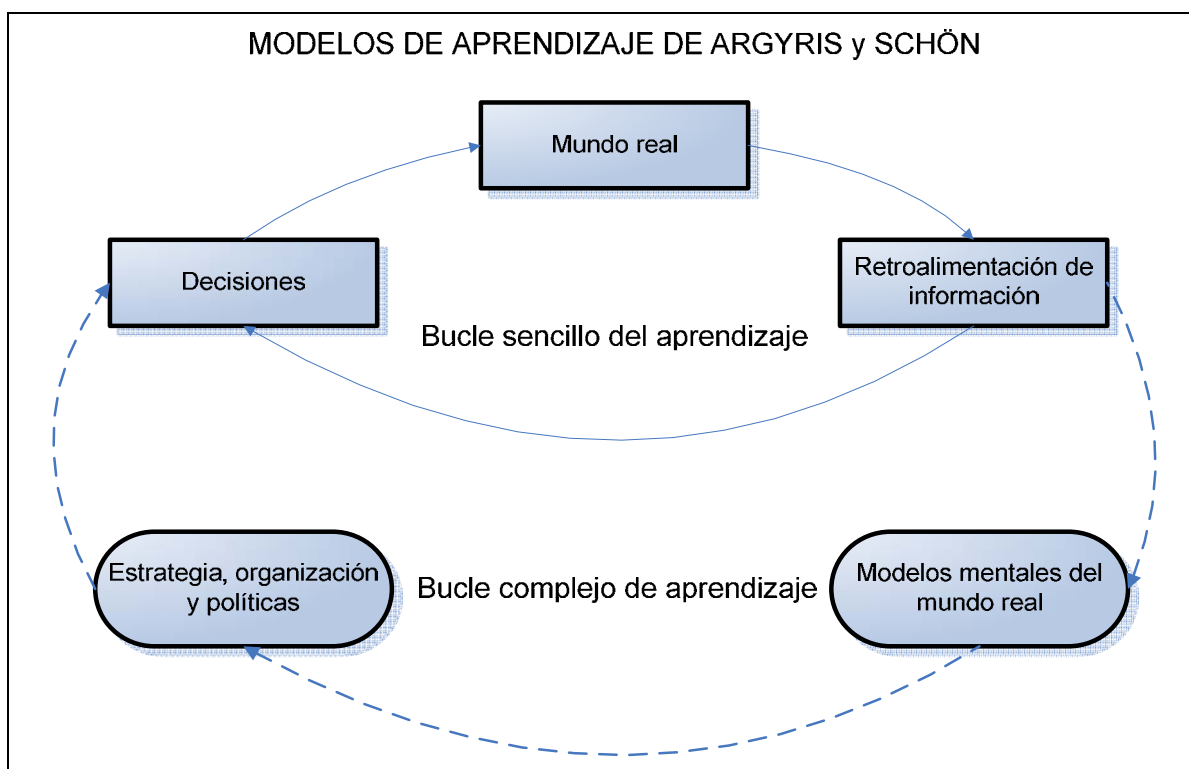 MODELOS DE APRENDIZAJE DE ARGYRIS y SCHÖN
Mundo real
Decisiones
Retroalimentación de
información
Bucle sencillo del aprendizaje
Estrategia, organización
y políticas
Bucle complejo de aprendizaje
Modelos mentales del
mundo real